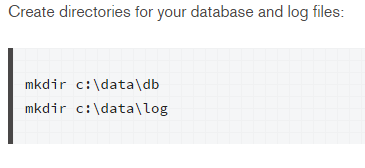 Create directories for your database and log files:
mkdir c:\data\db
mkdir c:\data\log